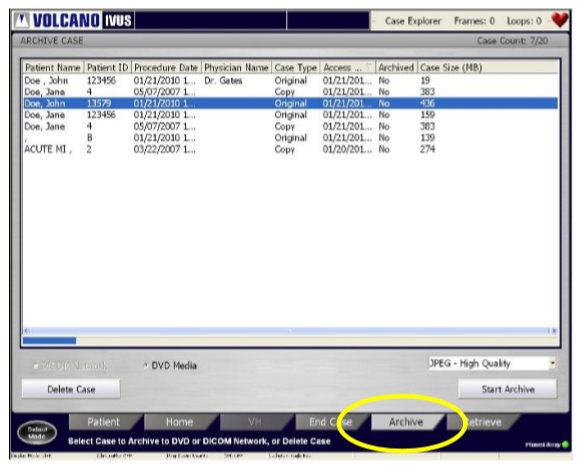 VOLCANO IVUS Case Explorer Frames: 0 Loops: 0
ARCHIVE CASE Case Count: 7/20
Patient Name Patient ID Procedure Date Physician Name Case Type Access ... Archived Case Size (MB)
Doe , John 123456 01/21/2010 1... Dr. Gates Original 01/21/201... No 19
Doe, Jane 4 05/07/2007 1... Copy 01/21/201... No 383
Doe, John 13579 01/21/2010 1... Original 01/21/201... No 436
Doe, Jane 123456 01/21/2010 1... Original 01/21/201... No 159
Doe, Jane 4 05/07/2007 1... Copy 01/21/201... No 383
, B 01/21/2010 1... Original 01/21/201... No 139
ACUTE MI , 2 03/22/2007 1... Copy 01/20/201... No 274
Network DVD Media JPEG - High Quality
Delete Case Start Archive
Patient Home VH End Case Archive Retrieve
Select Mode
Select Case to Archive to DVD or DICOM Network, or Delete Case
Phased Array